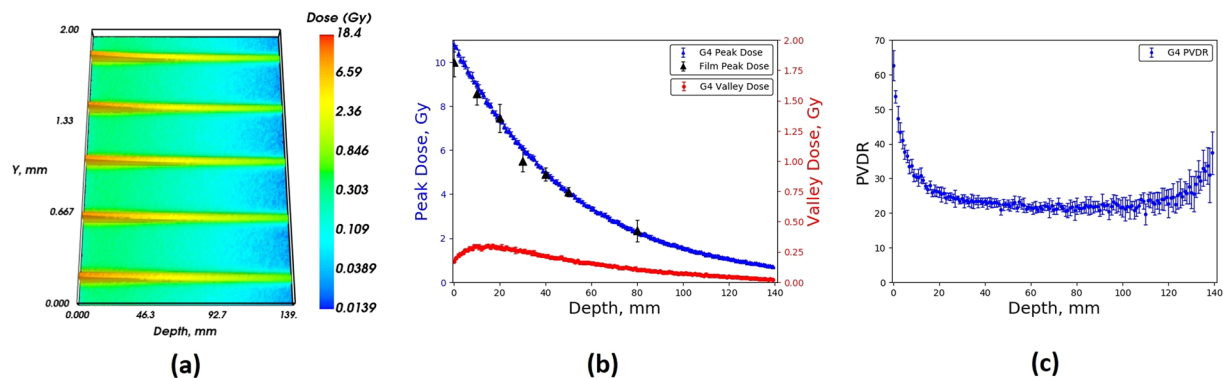 Dose (Gy)
18.4
6.59
2.36
0.846
0.303
0.109
0.0389
0.0139
2.00
1.33
Y, mm
0.667
0.000
0.000 46.3 92.7 139.
Depth, mm
(a)
G4 Peak Dose
Film Peak Dose
G4 Valley Dose
Peak Dose, Gy
10
8
6
4
2
0
Valley Dose, Gy
2.00
1.75
1.50
1.25
1.00
0.75
0.50
0.25
0.00
0 20 40 60 80 100 120 140
Depth, mm
(b)
G4 PVDR
PVDR
70
60
50
40
30
20
10
0
0 20 40 60 80 100 120 140
Depth, mm
(c)